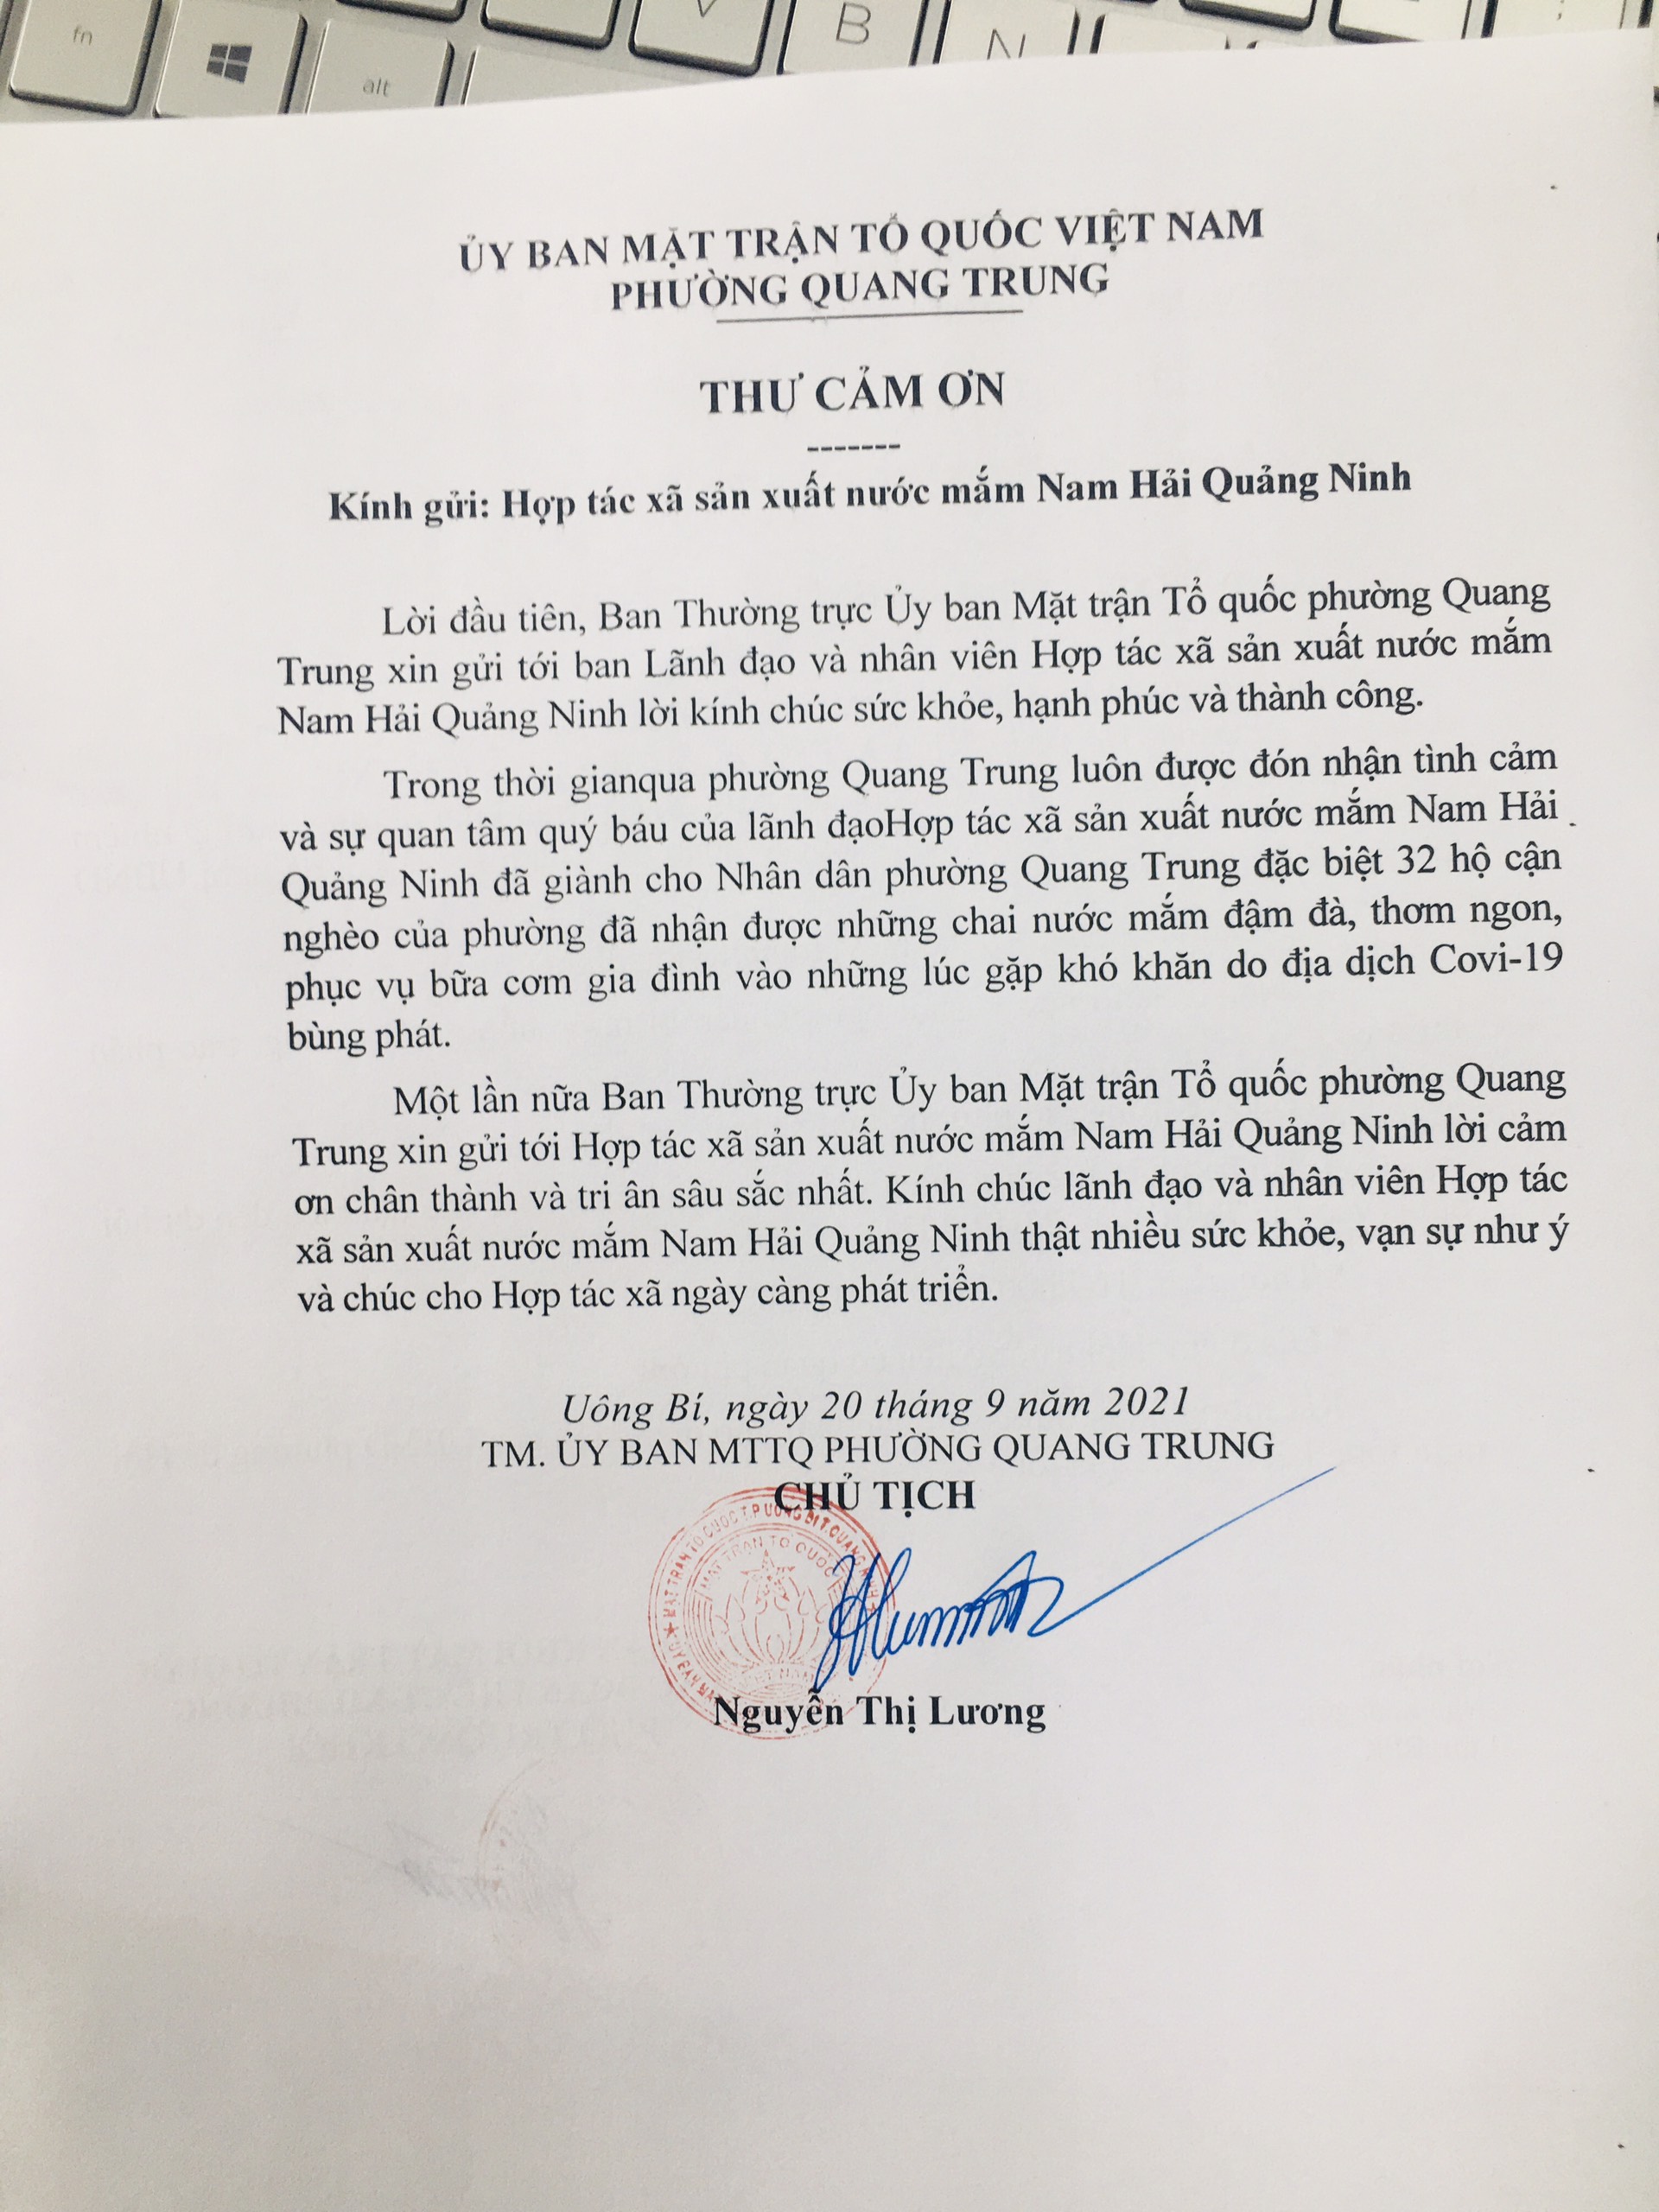 fn
alt
V
B
N
ỦY BAN MẶT TRẬN TỔ QUỐC VIỆT NAM
PHƯỜNG QUANG TRUNG
THƯ CẢM ƠN
-------
Kính gửi: Hợp tác xã sản xuất nước mắm Nam Hải Quảng Ninh
Lời đầu tiên, Ban Thường trực Ủy ban Mặt trận Tổ quốc phường Quang
Trung xin gửi tới ban Lãnh đạo và nhân viên Hợp tác xã sản xuất nước mắm
Nam Hải Quảng Ninh lời kính chúc sức khỏe, hạnh phúc và thành công.
Trong thời gianqua phường Quang Trung luôn được đón nhận tình cảm
và sự quan tâm quý báu của lãnh đạoHợp tác xã sản xuất nước mắm Nam Hải
Quảng Ninh đã giành cho Nhân dân phường Quang Trung đặc biệt 32 hộ cận
nghèo của phường đã nhận được những chai nước mắm đậm đà, thơm ngon,
phục vụ bữa cơm gia đình vào những lúc gặp khó khăn do địa dịch Covi-19
bùng phát.
Một lần nữa Ban Thường trực Ủy ban Mặt trận Tổ quốc phường Quang
Trung xin gửi tới Hợp tác xã sản xuất nước mắm Nam Hải Quảng Ninh lời cảm
ơn chân thành và tri ân sâu sắc nhất. Kính chúc lãnh đạo và nhân viên Hợp tác
xã sản xuất nước mắm Nam Hải Quảng Ninh thật nhiều sức khỏe, vạn sự như ý
và chúc cho Hợp tác xã ngày càng phát triển.
Uông Bí, ngày 20 tháng 9 năm 2021
TM. ỦY BAN MTTQ PHƯỜNG QUANG TRUNG
CHỦ TỊCH
MẶT TRẬN TỔ QUỐC
VIỆT NAM
Nguyễn Thị Lương